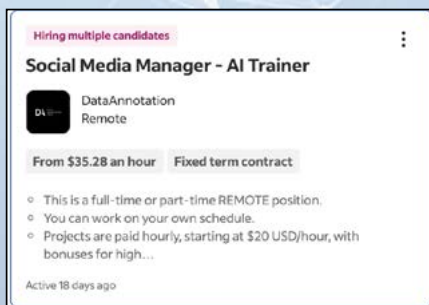 Hiring multiple candidates
Social Media Manager - AI Trainer
DataAnnotation
Remote
From $35.28 an hour Fixed term contract
This is a full-time or part-time REMOTE position.
You can work on your own schedule.
Projects are paid hourly, starting at $20 USD/hour, with
bonuses for high…
Active 18 days ago